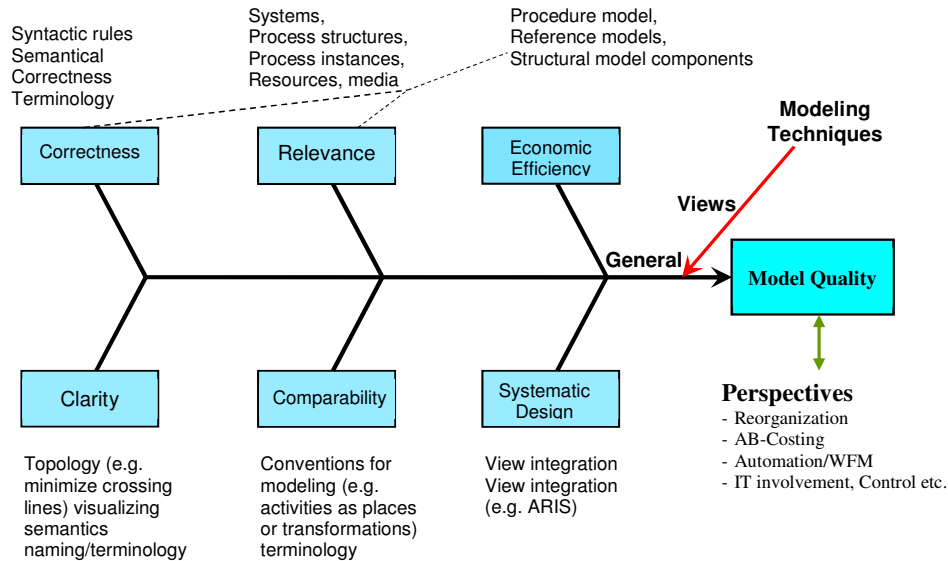 Syntactic rules
Semantical
Correctness
Terminology
Systems,
Process structures,
Process instances,
Resources, media
Procedure model,
Reference models,
Structural model components
Correctness
Relevance
Economic
Efficiency
Modeling
Techniques
Views
General
Model Quality
Clarity
Comparability
Systematic
Design
Perspectives
- Reorganization
- AB-Costing
- Automation/WFM
- IT involvement, Control etc.
Topology (e.g.
minimize crossing
lines) visualizing
semantics
naming/terminology
Conventions for
modeling (e.g.
activities as places
or transformations)
terminology
View integration
View integration
(e.g. ARIS)